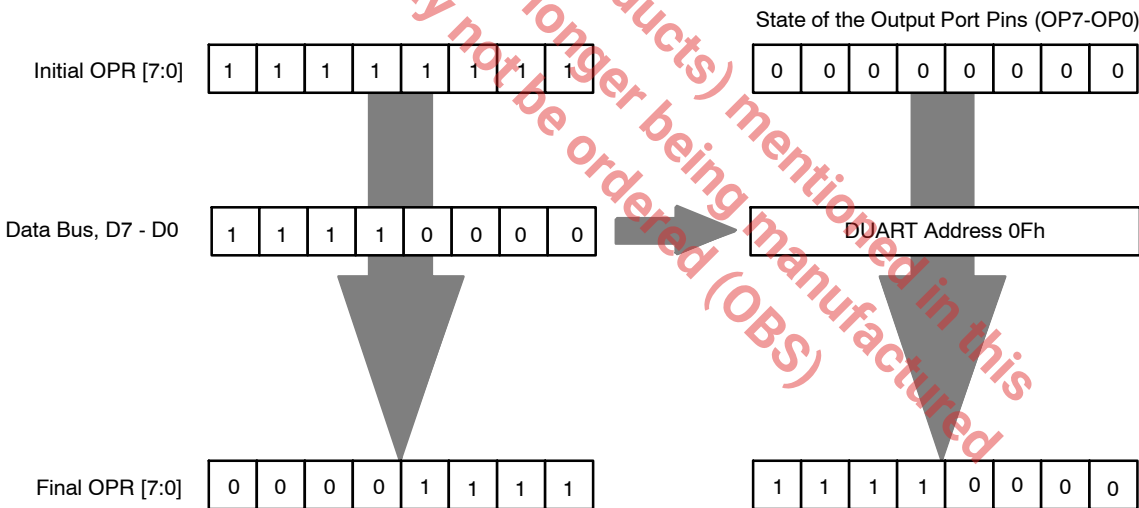 State of the Output Port Pins (OP7-OP0)
Initial OPR [7:0] 1 1 1 1 1 1 1 1 0 0 0 0 0 0 0 0
Data Bus, D7 - D0 1 1 1 1 0 0 0 0 DUART Address 0Fh
Final OPR [7:0] 0 0 0 0 1 1 1 1 1 1 1 1 0 0 0 0
ducts) mentioned in this
longer being manufactured
y not be ordered (OBS)